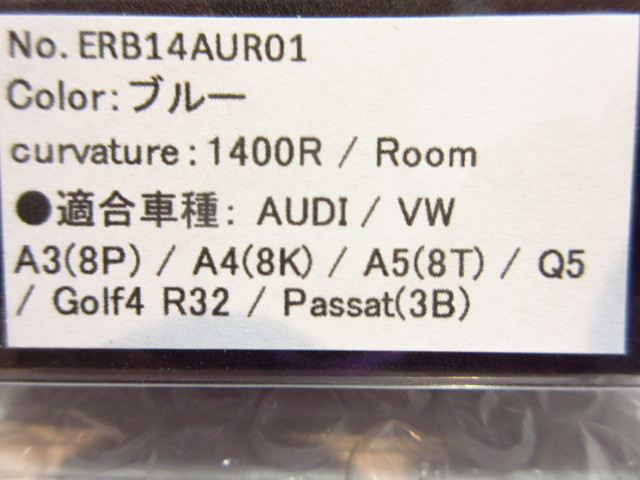 No. ERB14AUR01
Color: ブルー
curvature: 1400R / Room
●適合車種: AUDI / VW
A3(8P) / A4(8K) / A5(8T) / Q5
/ Golf4 R32 / Passat(3B)